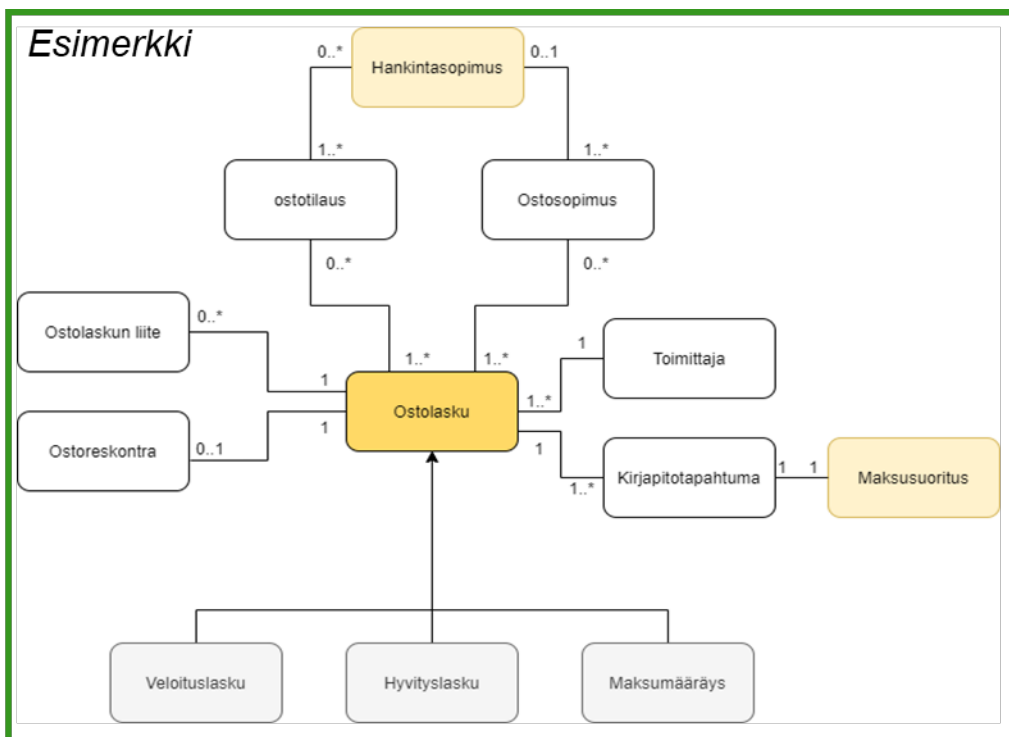 Esimerkki
0..*
Hankintasopimus
0..1
1..*
1..*
ostotilaus
Ostosopimus
0..*
0..*
Ostolaskun liite
0..*
1
Toimittaja
1..*
1..*
1
Ostolasku
1..*
1
Ostoreskontra
0..1
1
Kirjapitotapahtuma
1
1
Maksusuoritus
1..*
Veloituslasku
Hyvityslasku
Maksumääräys